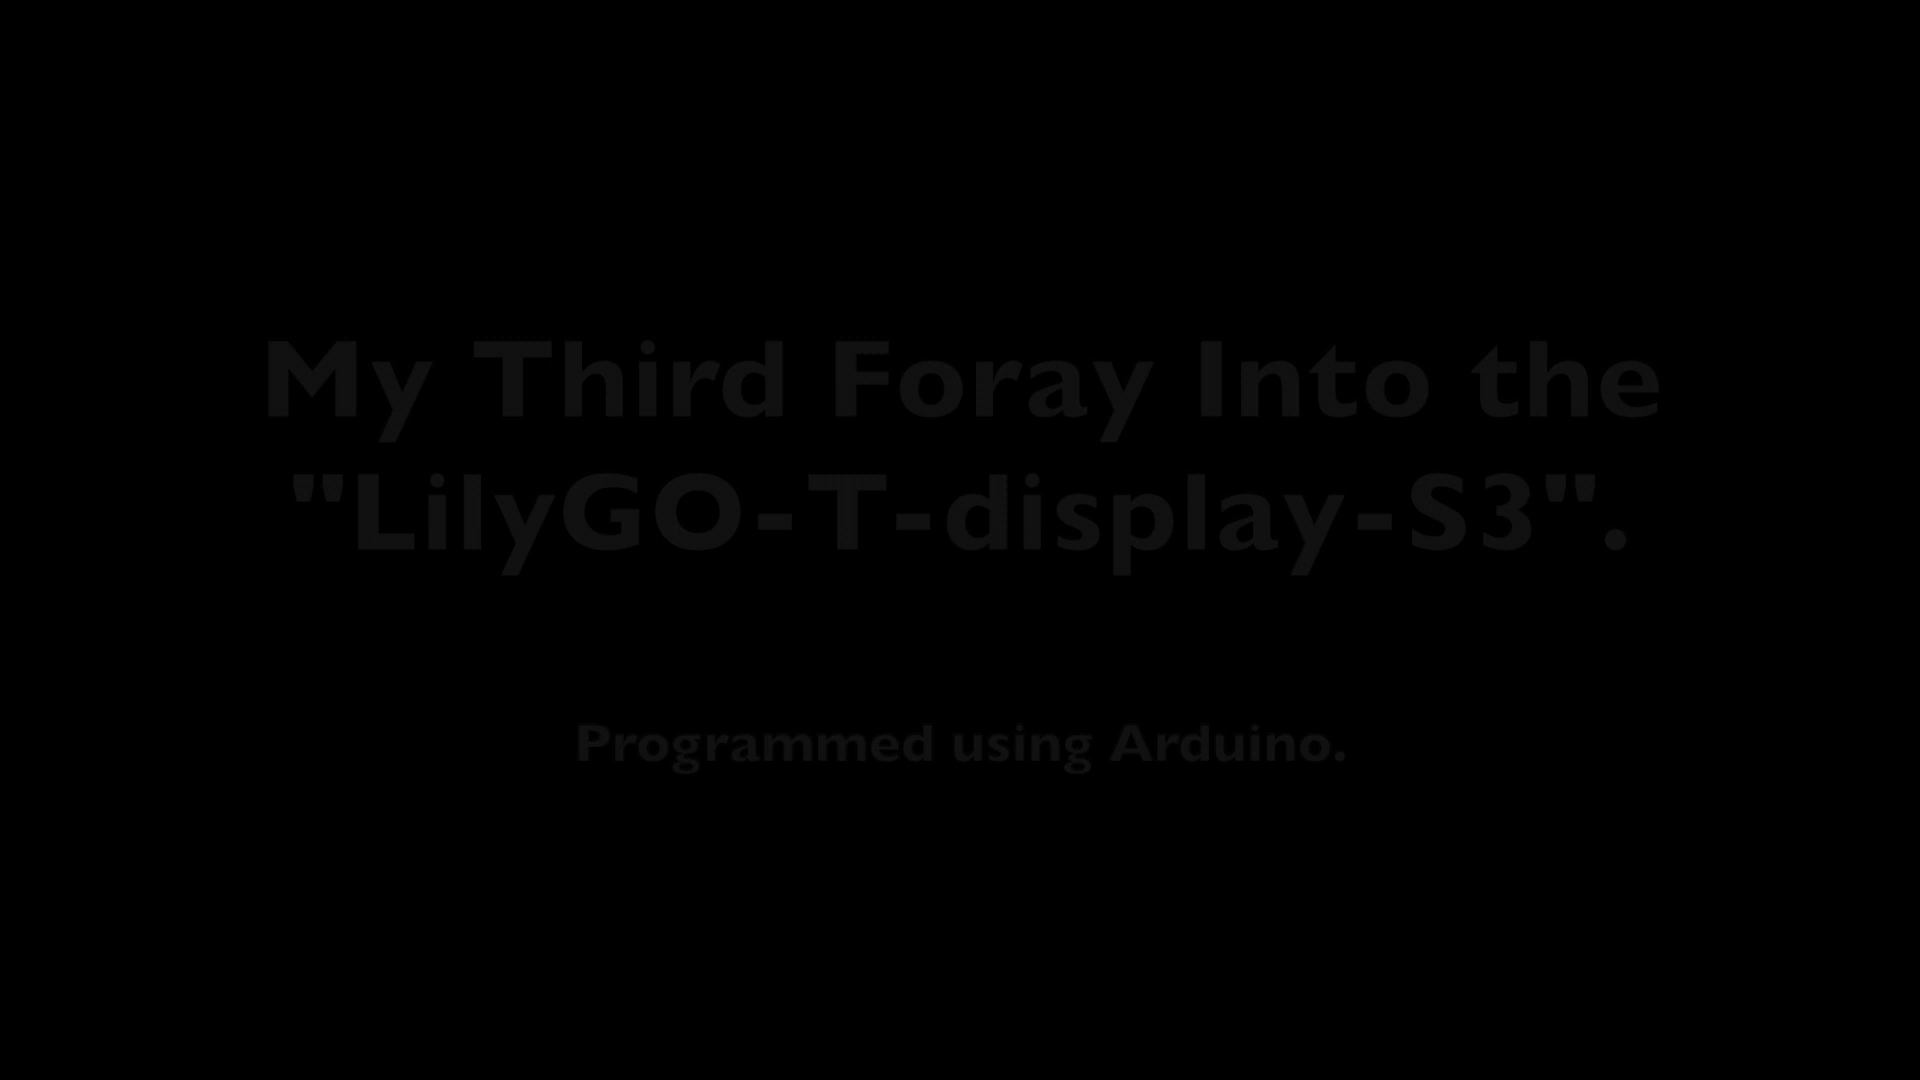 My Third Foray Into the
"LilyGO-T-display-S3".
Programmed using Arduino.